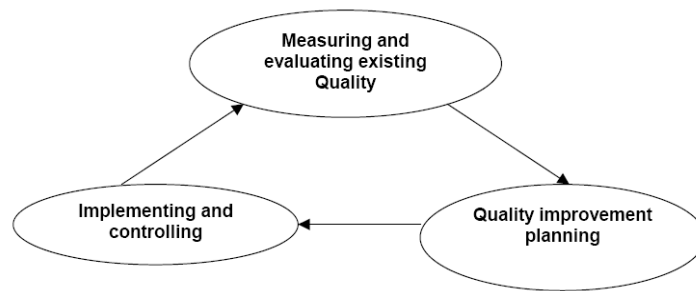 Measuring and
evaluating existing
Quality
Implementing and
controlling
Quality improvement
planning